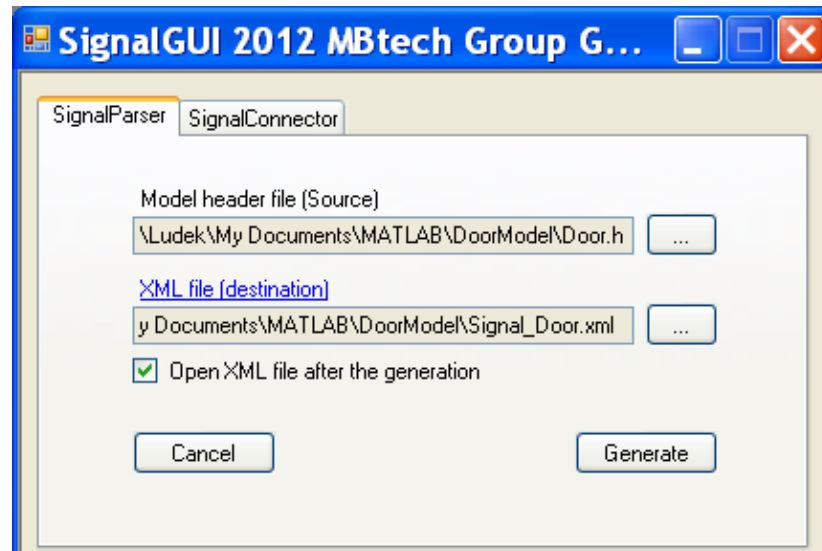 SignalGUI 2012 MBtech Group G...
SignalParser SignalConnector
Model header file (Source)
\Ludek\My Documents\MATLAB\DoorModel\Door.h ...
XML file (destination)
y Documents\MATLAB\DoorModel\Signal_Door.xml ...
Open XML file after the generation
Cancel Generate